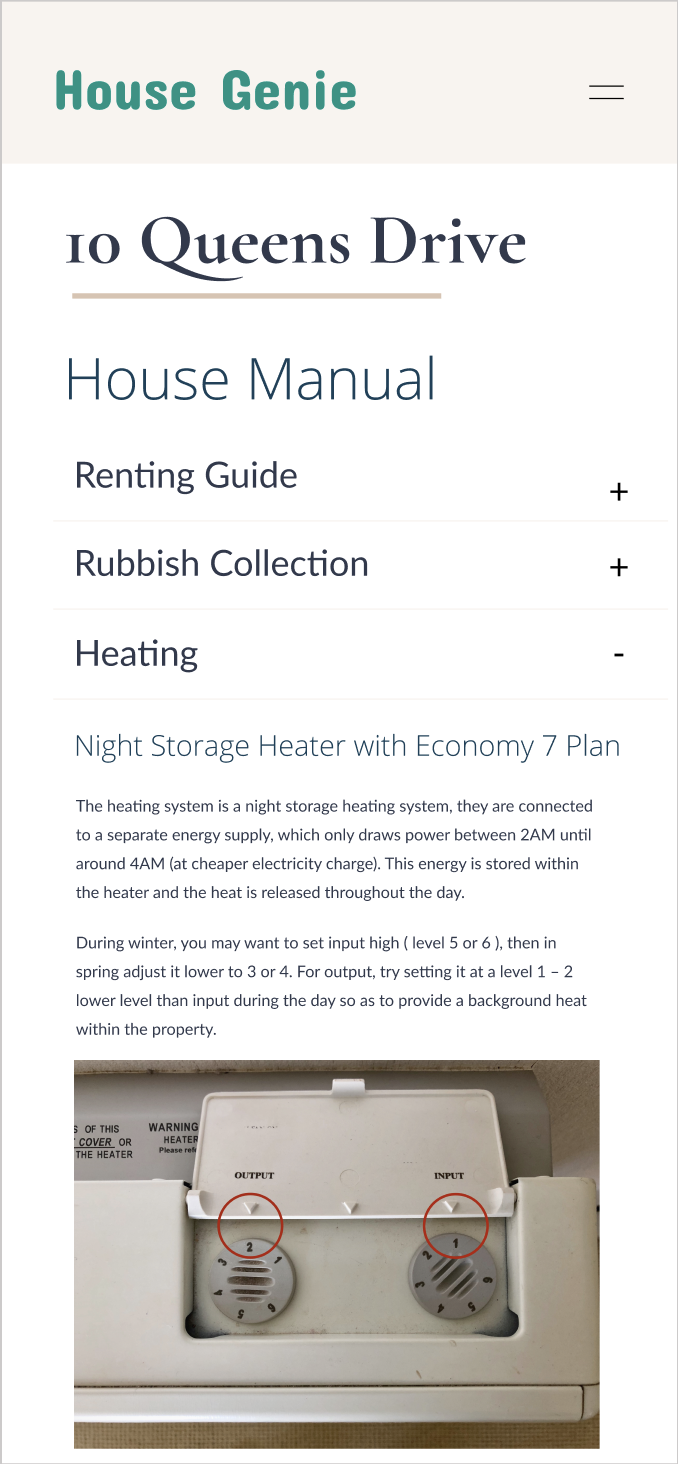 House Genie
10 Queens Drive
House Manual
Renting Guide
+
Rubbish Collection
+
Heating
-
Night Storage Heater with Economy 7 Plan
The heating system is a night storage heating system, they are connected
to a separate energy supply, which only draws power between 2AM until
around 4AM (at cheaper electricity charge). This energy is stored within
the heater and the heat is released throughout the day.
During winter, you may want to set input high ( level 5 or 6 ), then in
spring adjust it lower to 3 or 4. For output, try setting it at a level 1 – 2
lower level than input during the day so as to provide a background heat
within the property.
OF THIS
COVER OR
THE HEATER
WARNING
HEATER
Please
OUTPUT
INPUT
1 2 3 4 5 6
1 2 3 4 5 6